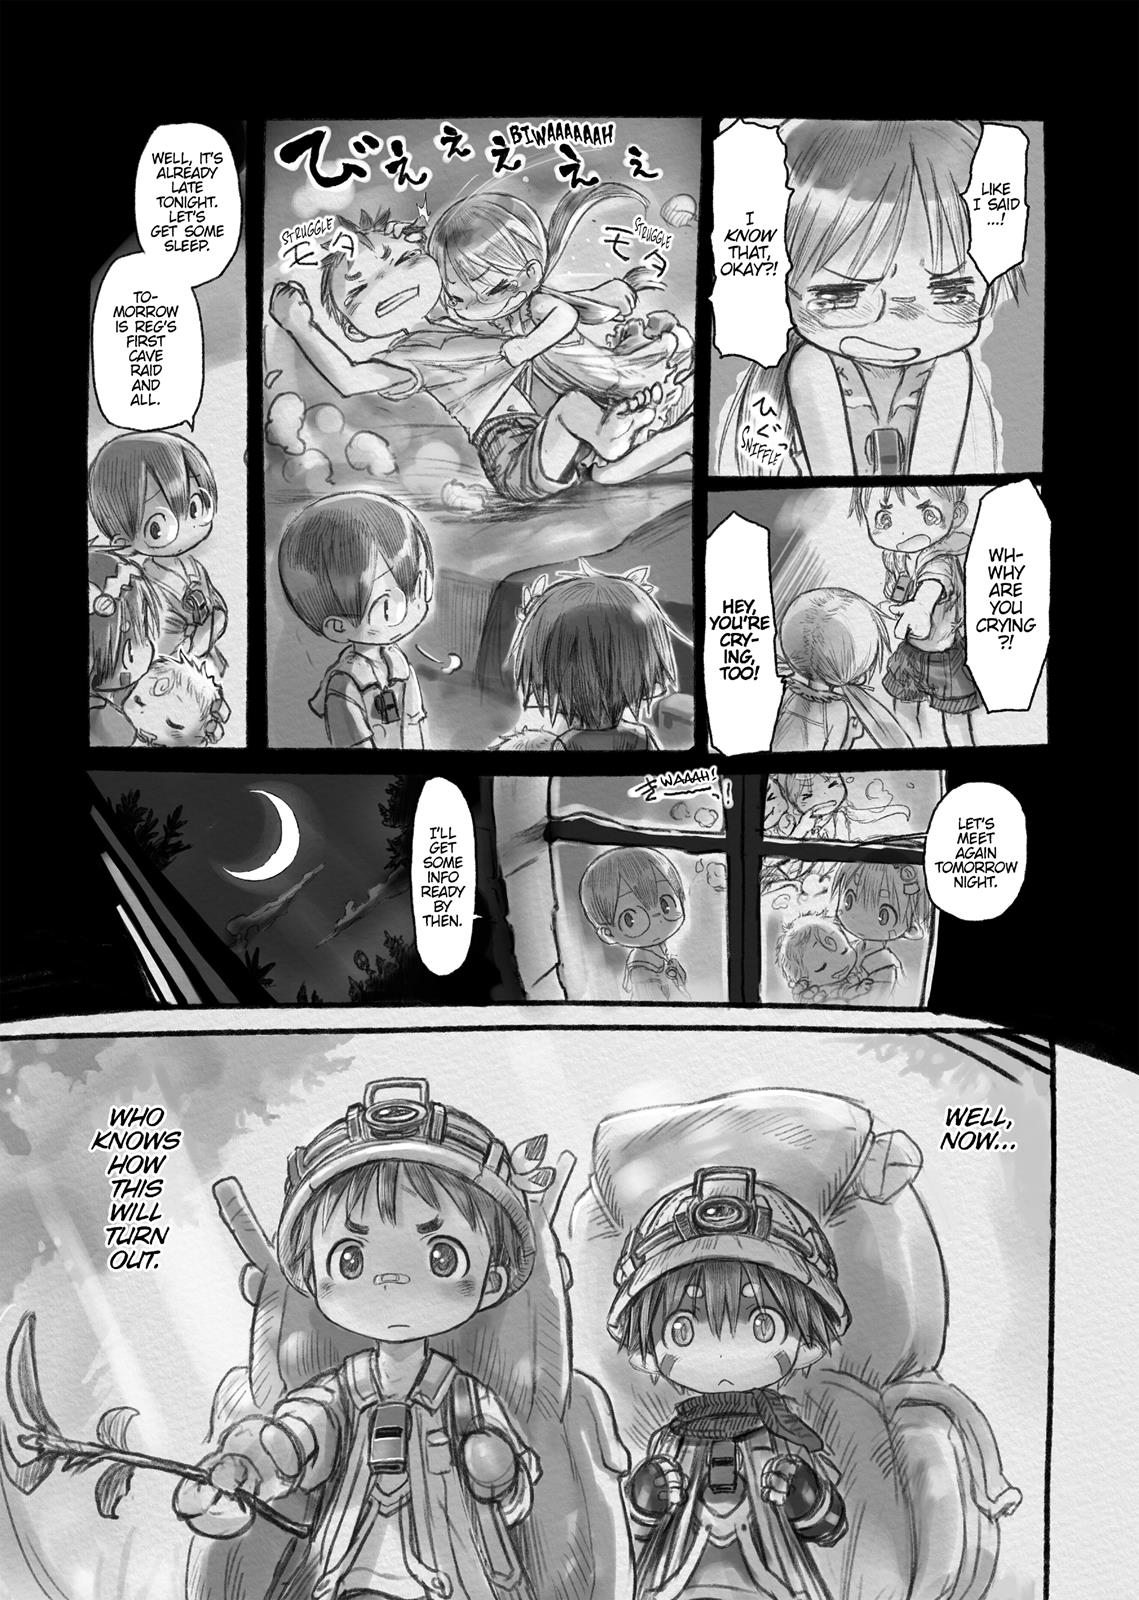 LIKE
I SAID
...!
I
KNOW
THAT,
OKAY?!
ひぐっ
SNIFFLE
WH-
WHY
ARE
YOU
CRYING
?!
HEY,
YOU'RE
CRY-
ING,
TOO!
びぇぇぇぇぇ
BIWAAAAAAH
モタ
STRUGGLE
モタ
STRUGGLE
WELL, IT'S
ALREADY
LATE
TONIGHT.
LET'S
GET SOME
SLEEP.
TO-
MORROW
IS REG'S
FIRST
CAVE
RAID
AND
ALL.
LET'S
MEET
AGAIN
TOMORROW
NIGHT.
WAAAH!
I'LL
GET
SOME
INFO
READY
BY
THEN.
WELL,
NOW...
WHO
KNOWS
HOW
THIS
WILL
TURN
OUT.